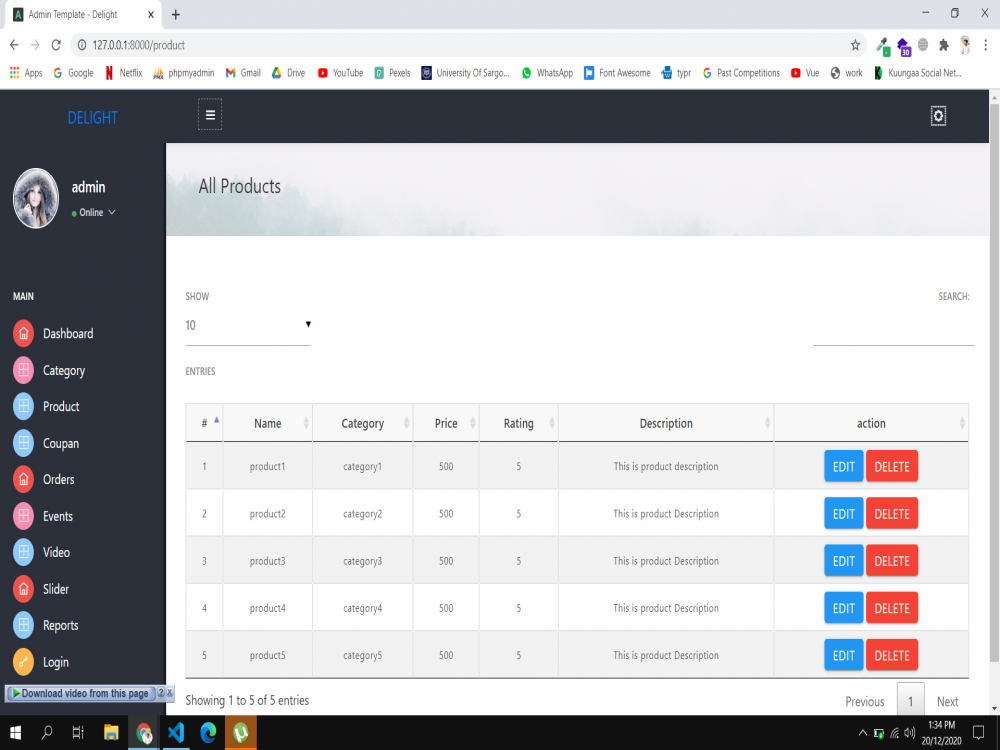 Admin Template - Delight
127.0.0.1:8000/product
30
Apps Google Netflix phpmyadmin Gmail Drive YouTube Pexels University Of Sargo... WhatsApp Font Awesome typr Past Competitions Vue work Kuungaa Social Net...
DELIGHT
admin
Online
All Products
MAIN
Dashboard
Category
Product
Coupan
Orders
Events
Video
Slider
Reports
Login
SHOW
10
ENTRIES
SEARCH:
# Name Category Price Rating Description action
1 product1 category1 500 5 This is product description EDIT DELETE
2 product2 category2 500 5 This is product Description EDIT DELETE
3 product3 category3 500 5 This is product Description EDIT DELETE
4 product4 category4 500 5 This is product Description EDIT DELETE
5 product5 category5 500 5 This is product Description EDIT DELETE
Showing 1 to 5 of 5 entries
Previous 1 Next
Download video from this page ? X
1:34 PM
20/12/2020